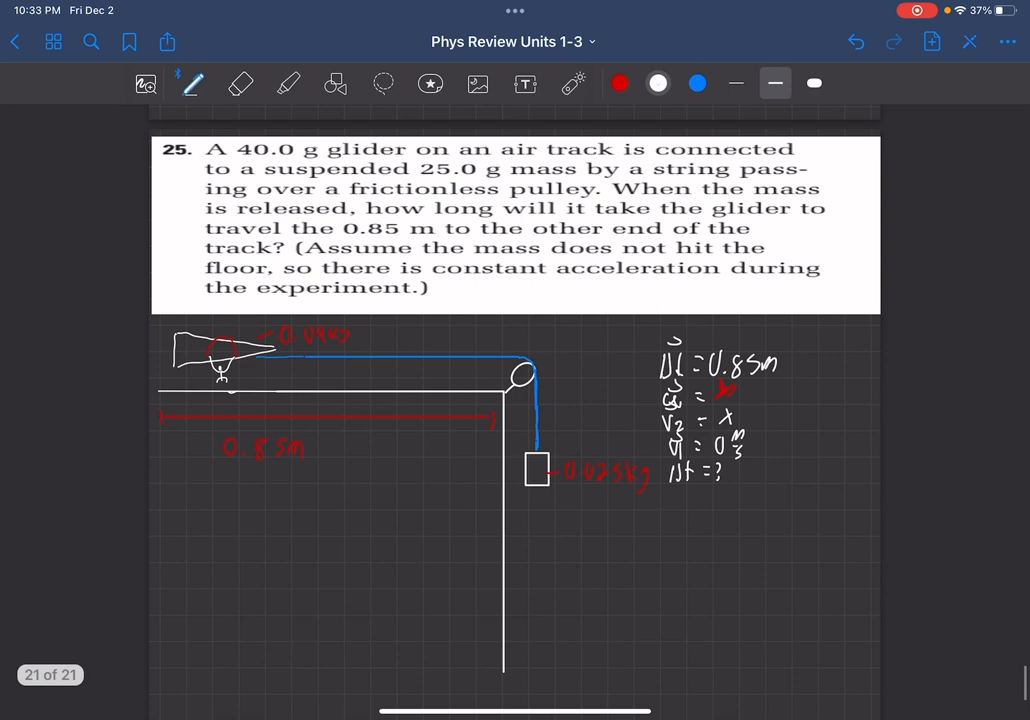 10:33 PM Fri Dec 2
37%
Phys Review Units 1-3
25. A 40.0 g glider on an air track is connected
to a suspended 25.0 g mass by a string pass-
ing over a frictionless pulley. When the mass
is released, how long will it take the glider to
travel the 0.85 m to the other end of the
track? (Assume the mass does not hit the
floor, so there is constant acceleration during
the experiment.)
0.85m
0.025kg
= 0.85m
=
V2 = x
= 0 m/s
Δt = ?
21 of 21